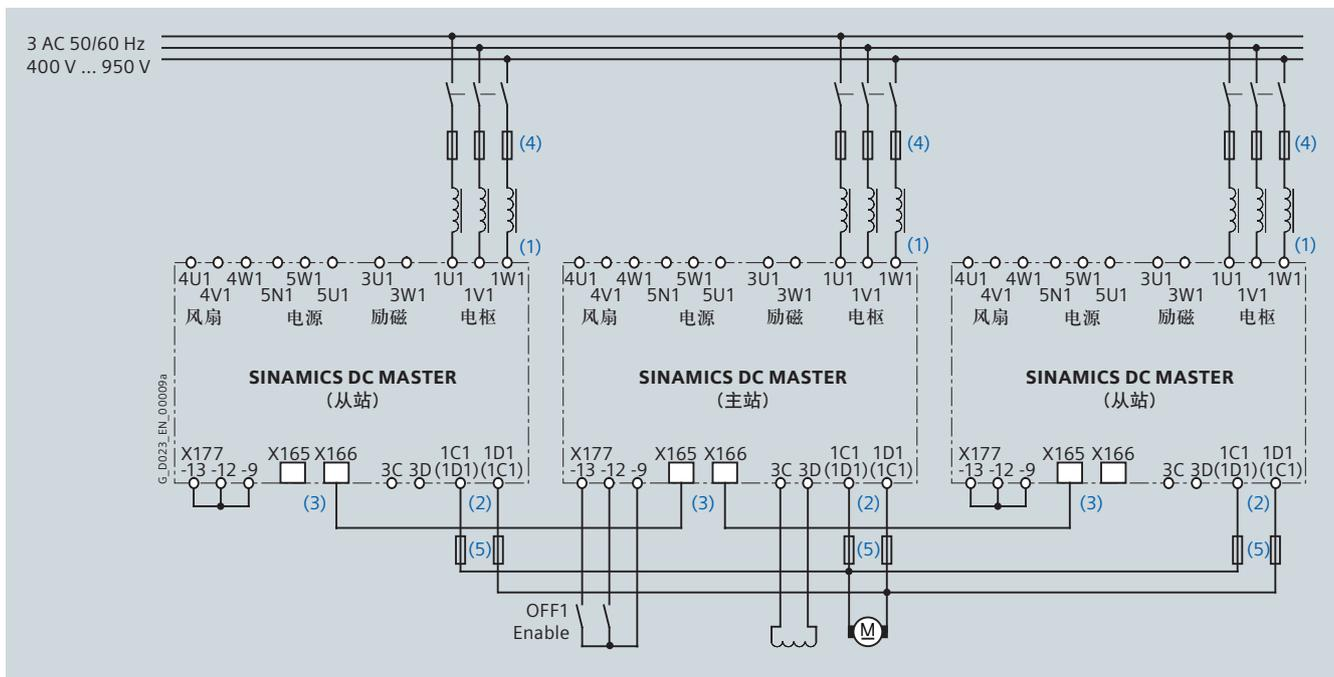 3 AC 50/60 Hz
400 V ... 950 V
(4) (4) (4)
(1) (1) (1)
4U1 4W1 5W1 3U1 1U1 1W1 4U1 4W1 5W1 3U1 1U1 1W1 4U1 4W1 5W1 3U1 1U1 1W1
4V1 5N1 5U1 3W1 1V1 4V1 5N1 5U1 3W1 1V1 4V1 5N1 5U1 3W1 1V1
风扇 电源 励磁 电枢 风扇 电源 励磁 电枢 风扇 电源 励磁 电枢
SINAMICS DC MASTER SINAMICS DC MASTER SINAMICS DC MASTER
（从站） （主站） （从站）
G_D023_EN_00009a
X177 X165 X166 1C1 1D1 X177 X165 X166 1C1 1D1 X177 X165 X166 1C1 1D1
-13 -12 -9 3C 3D (1D1) (1C1) -13 -12 -9 3C 3D (1D1) (1C1) -13 -12 -9 3C 3D (1D1) (1C1)
(3) (2) (3) (2) (3) (2)
(5) (5) (5)
OFF1
Enable
M